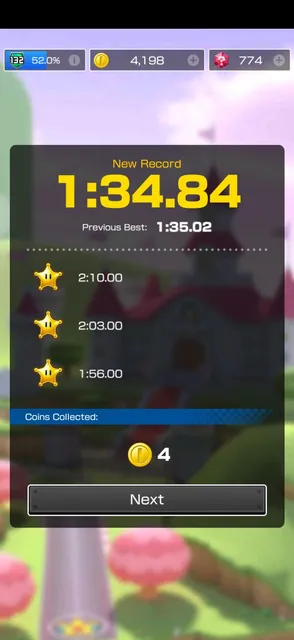 132 52.0% i 4,198 + 774 +
New Record
1:34.84
Previous Best: 1:35.02
2:10.00
2:03.00
1:56.00
Coins Collected:
4
Next